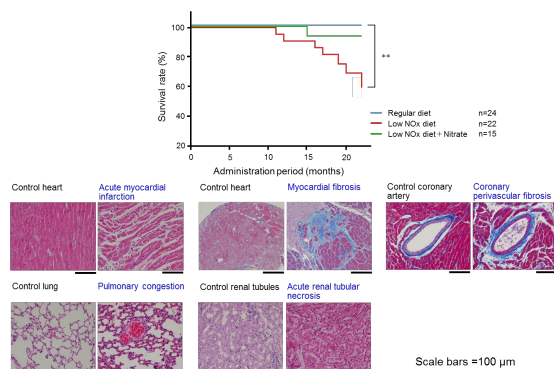 Survival rate (%)
100
80
60
40
20
0
5
10
15
20
Administration period (months)
**
Regular diet n=24
Low NOx diet n=22
Low NOx diet+Nitrate n=15
Control heart
Acute myocardial
infarction
Control heart
Myocardial fibrosis
Control coronary
artery
Coronary
perivascular fibrosis
Control lung
Pulmonary congestion
Control renal tubules
Acute renal tubular
necrosis
Scale bars =100 μm